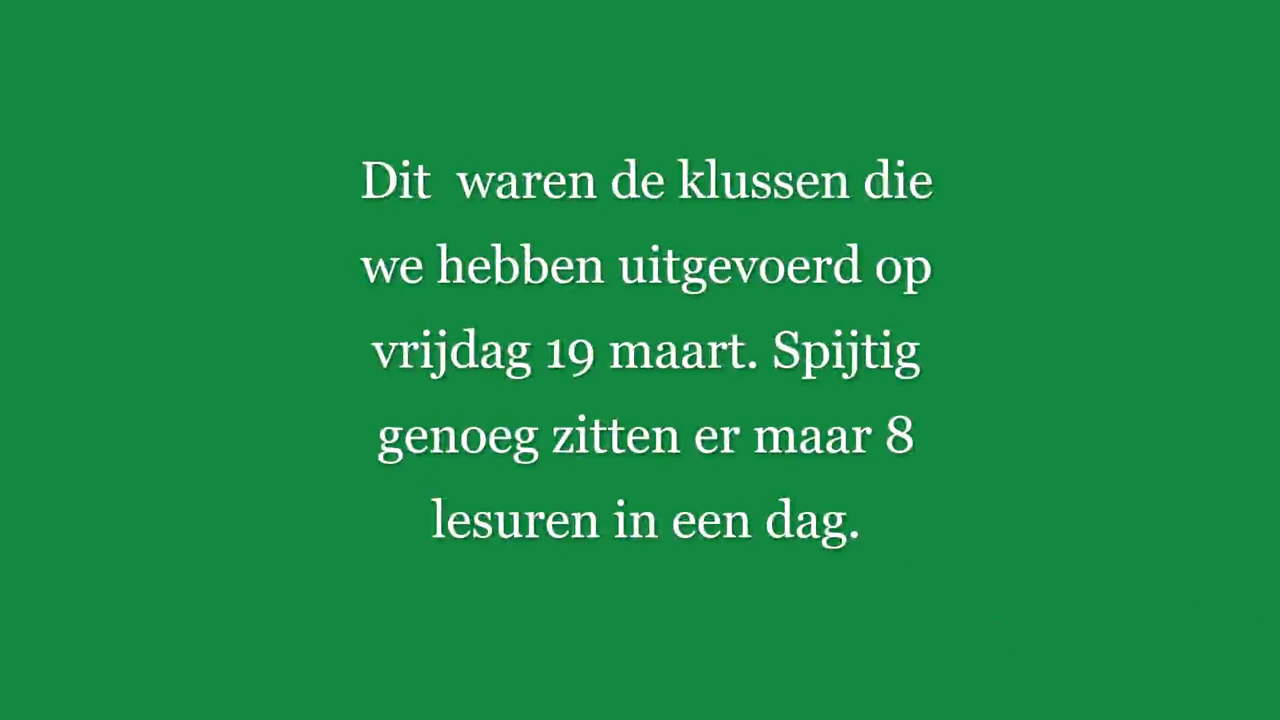 Dit  waren de klussen die
we hebben uitgevoerd op
vrijdag 19 maart. Spijtig
genoeg zitten er maar 8
lesuren in een dag.